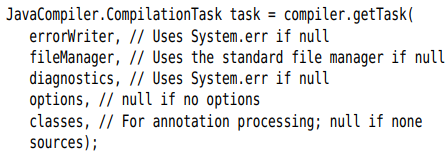 JavaCompiler.CompilationTask task = compiler.getTask(
errorWriter, // Uses System.err if null
fileManager, // Uses the standard file manager if null
diagnostics, // Uses System.err if null
options, // null if no options
classes, // For annotation processing; null if none
sources);